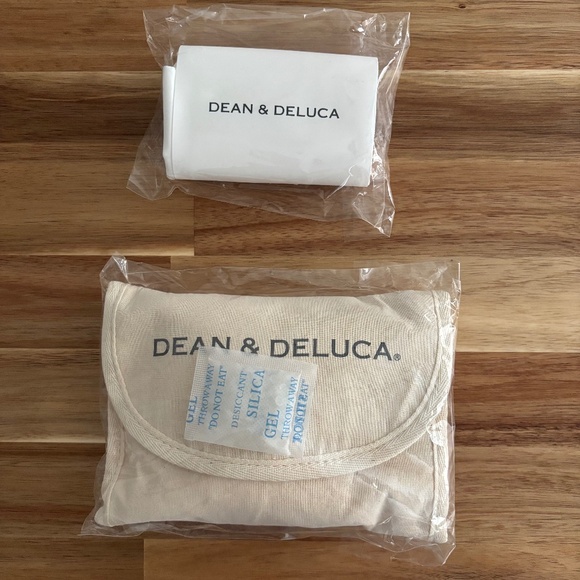 DEAN & DELUCA
DEAN & DELUCA®
GEL
THROW AWAY
"DO NOT EAT"
DESICCANT
SILICA
GEL
THROW AWAY
"DO NOT EAT"